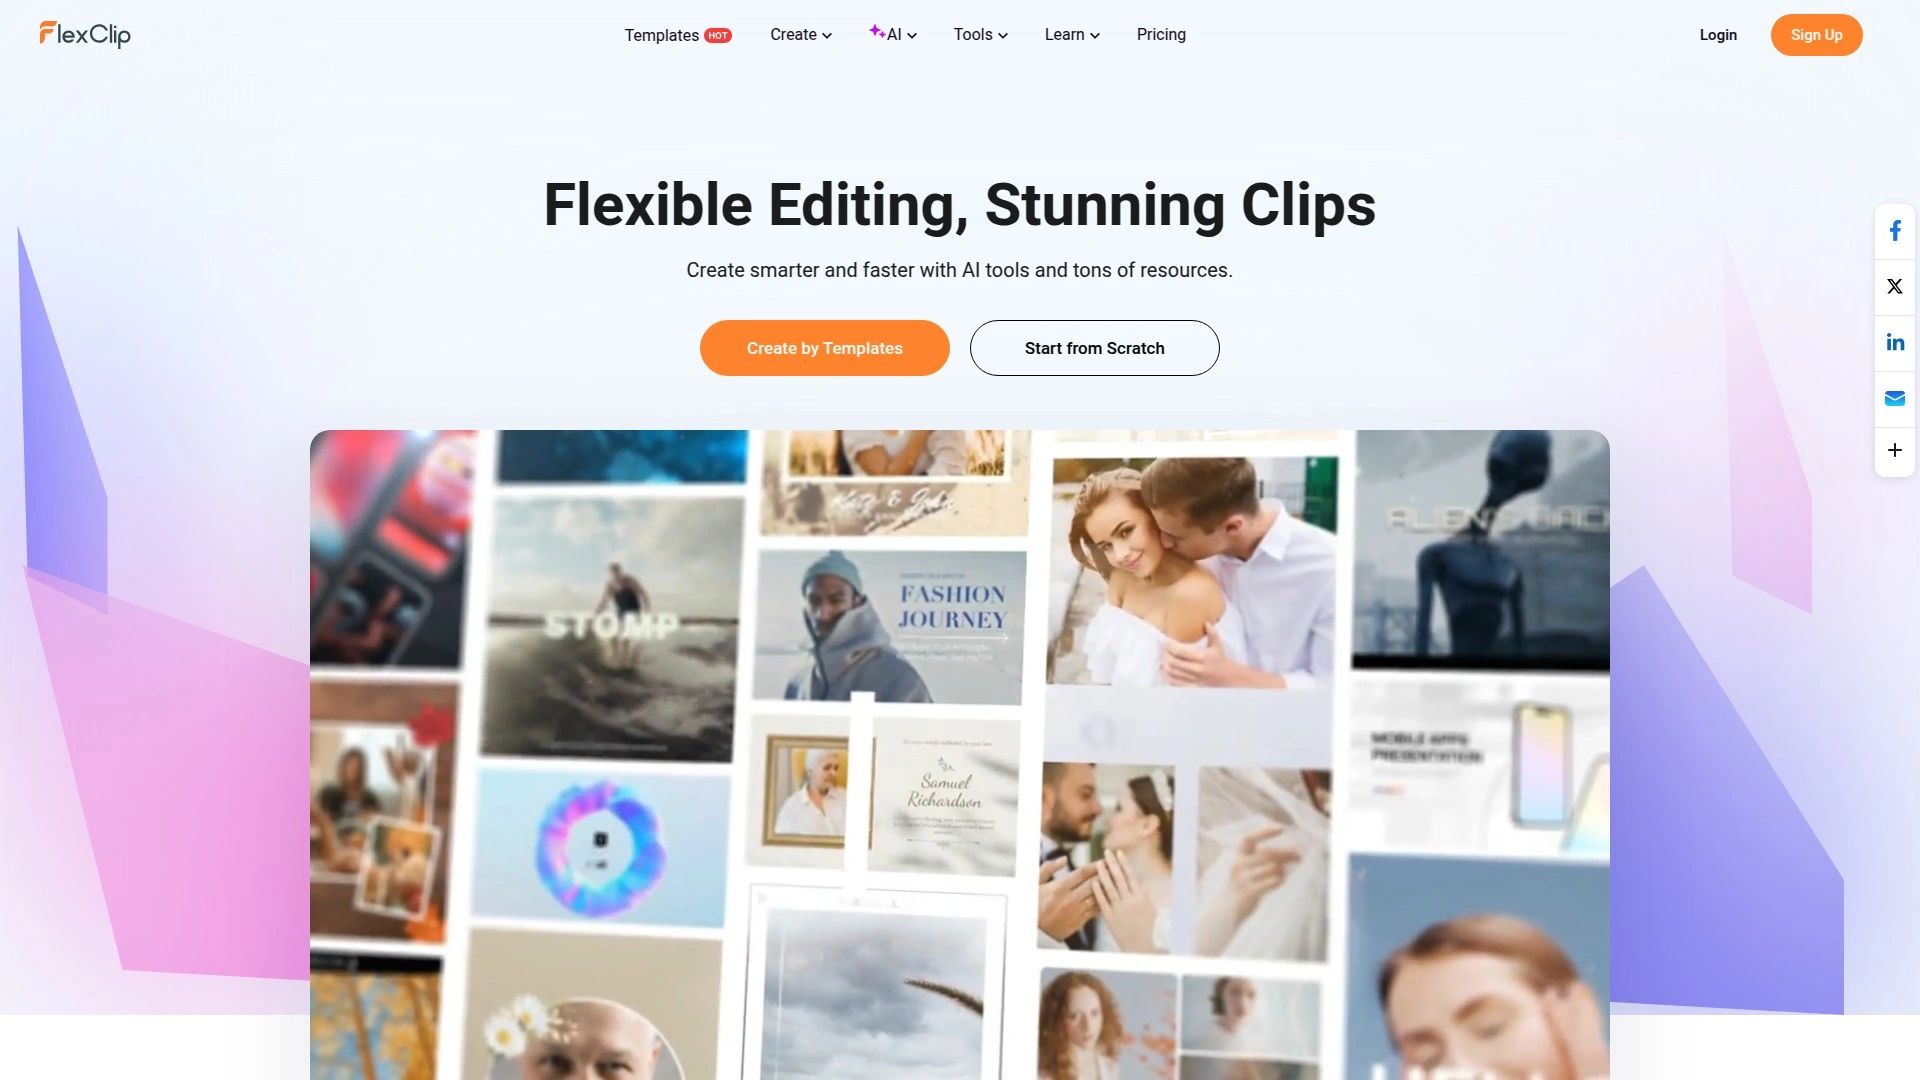 FlexClip
Templates HOT
Create
AI
Tools
Learn
Pricing
Login
Sign Up
Flexible Editing, Stunning Clips
Create smarter and faster with AI tools and tons of resources.
Create by Templates
Start from Scratch
STOMP
FASHION
JOURNEY
Samuel
Richardson
MOBILE APPS
PRESENTATION